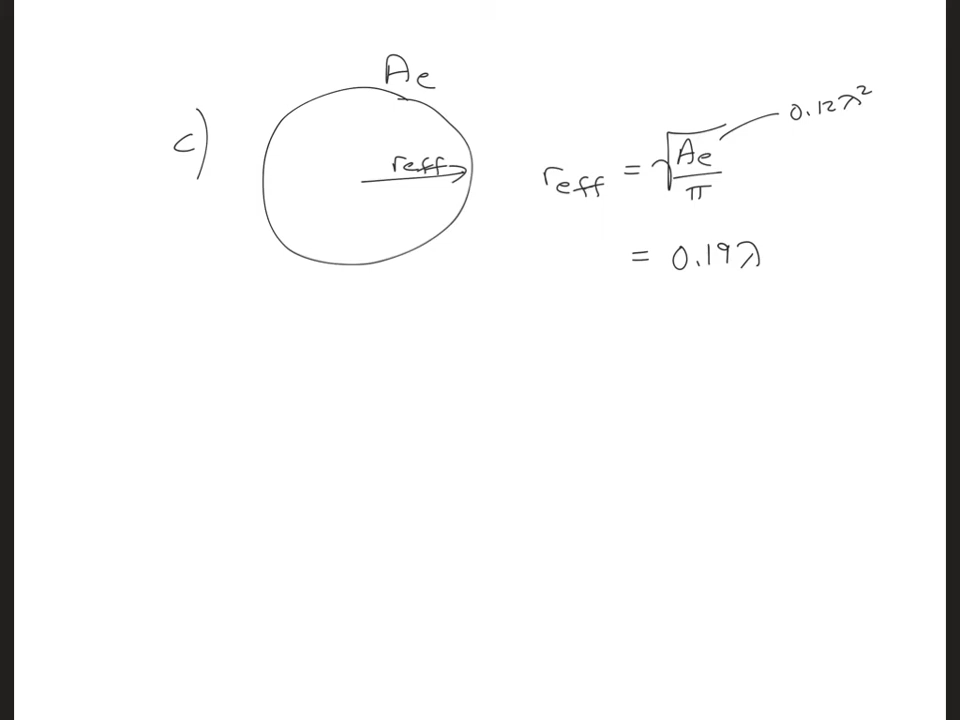 Ae
c)
reff
reff = √(Ae/π) 0.12λ²
= 0.19λ